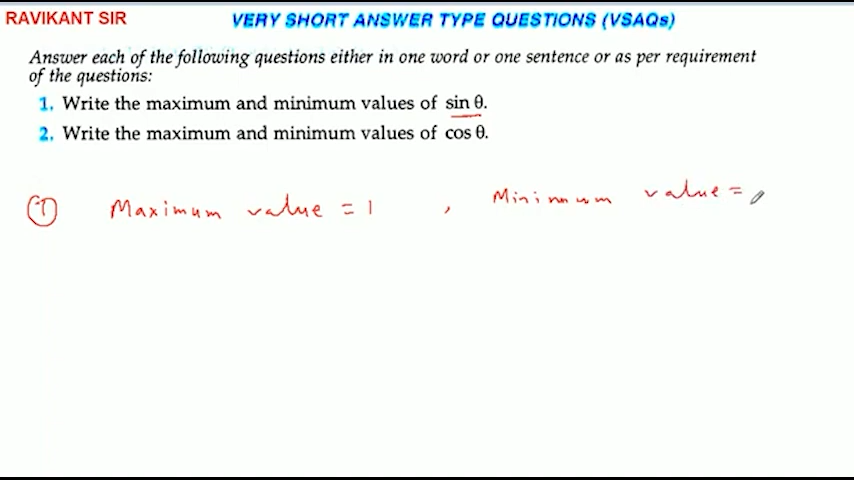 RAVIKANT SIR
VERY SHORT ANSWER TYPE QUESTIONS (VSAQs)
Answer each of the following questions either in one word or one sentence or as per requirement
of the questions:
1. Write the maximum and minimum values of sin θ.
2. Write the maximum and minimum values of cos θ.
① Maximum value = 1 , Minimum value =